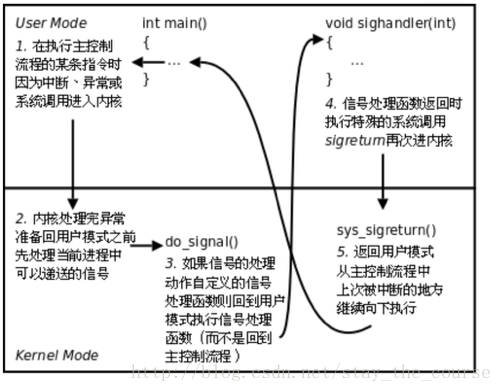 User Mode
1. 在执行主控制
流程的某条指令时
因为中断、异常或
系统调用进入内核
int main()
{
...
}
void sighandler(int)
{
...
}
4. 信号处理函数返回时
执行特殊的系统调用
sigreturn再次进内核
2. 内核处理完异常
准备回用户模式之前
先处理当前进程中
可以递送的信号
do_signal()
3. 如果信号的处理
动作自定义的信号
处理函数则回到用户
模式执行信号处理
函数（而不是回到
主控制流程）
sys_sigreturn()
5. 返回用户模式
从主控制流程中
上次被中断的地方
继续向下执行
Kernel Mode
http://blog.csdn.net/stay_the_course